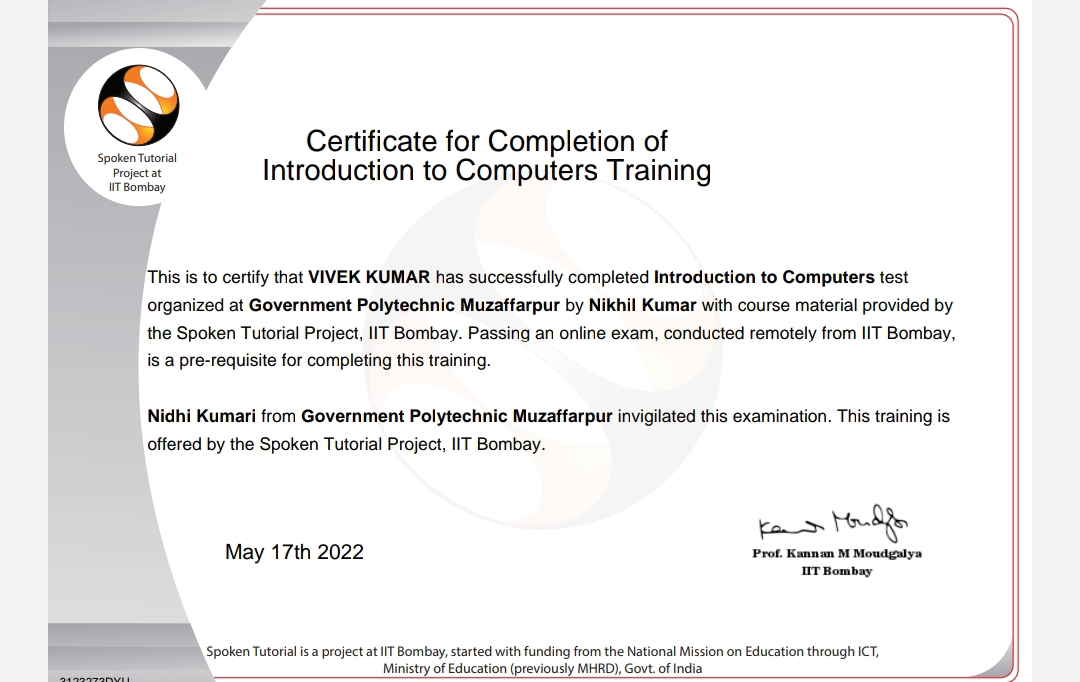 Spoken Tutorial
Project at
IIT Bombay
Certificate for Completion of
Introduction to Computers Training
This is to certify that VIVEK KUMAR has successfully completed Introduction to Computers test
organized at Government Polytechnic Muzaffarpur by Nikhil Kumar with course material provided by
the Spoken Tutorial Project, IIT Bombay. Passing an online exam, conducted remotely from IIT Bombay,
is a pre-requisite for completing this training.
Nidhi Kumari from Government Polytechnic Muzaffarpur invigilated this examination. This training is
offered by the Spoken Tutorial Project, IIT Bombay.
May 17th 2022
Prof. Kannan M Moudgalya
IIT Bombay
Spoken Tutorial is a project at IIT Bombay, started with funding from the National Mission on Education through ICT,
Ministry of Education (previously MHRD), Govt. of India